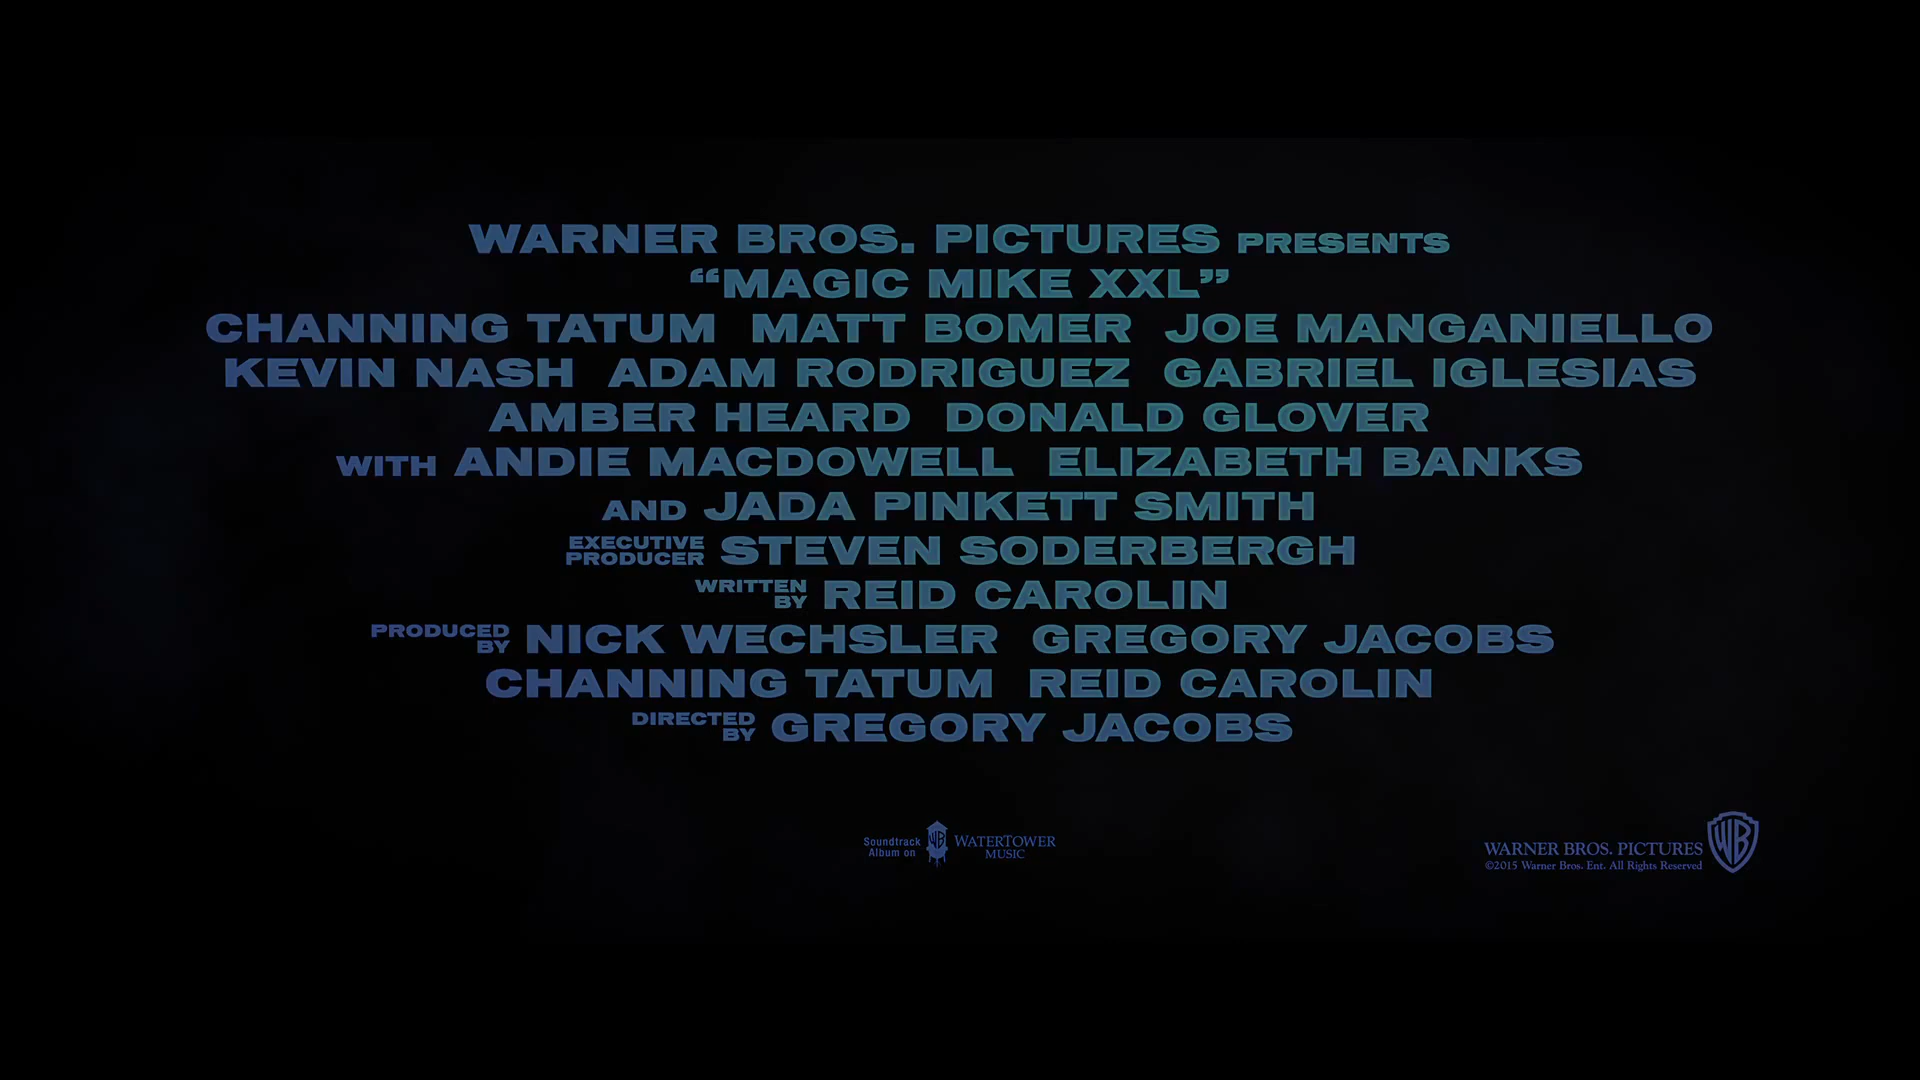 WARNER BROS. PICTURES PRESENTS
“MAGIC MIKE XXL”
CHANNING TATUM MATT BOMER JOE MANGANIELLO
KEVIN NASH ADAM RODRIGUEZ GABRIEL IGLESIAS
AMBER HEARD DONALD GLOVER
WITH ANDIE MACDOWELL ELIZABETH BANKS
AND JADA PINKETT SMITH
EXECUTIVE PRODUCER STEVEN SODERBERGH
WRITTEN BY REID CAROLIN
PRODUCED BY NICK WECHSLER GREGORY JACOBS
CHANNING TATUM REID CAROLIN
DIRECTED BY GREGORY JACOBS
Soundtrack Album on WB WATERTOWER MUSIC
WARNER BROS. PICTURES WB
©2015 Warner Bros. Ent. All Rights Reserved